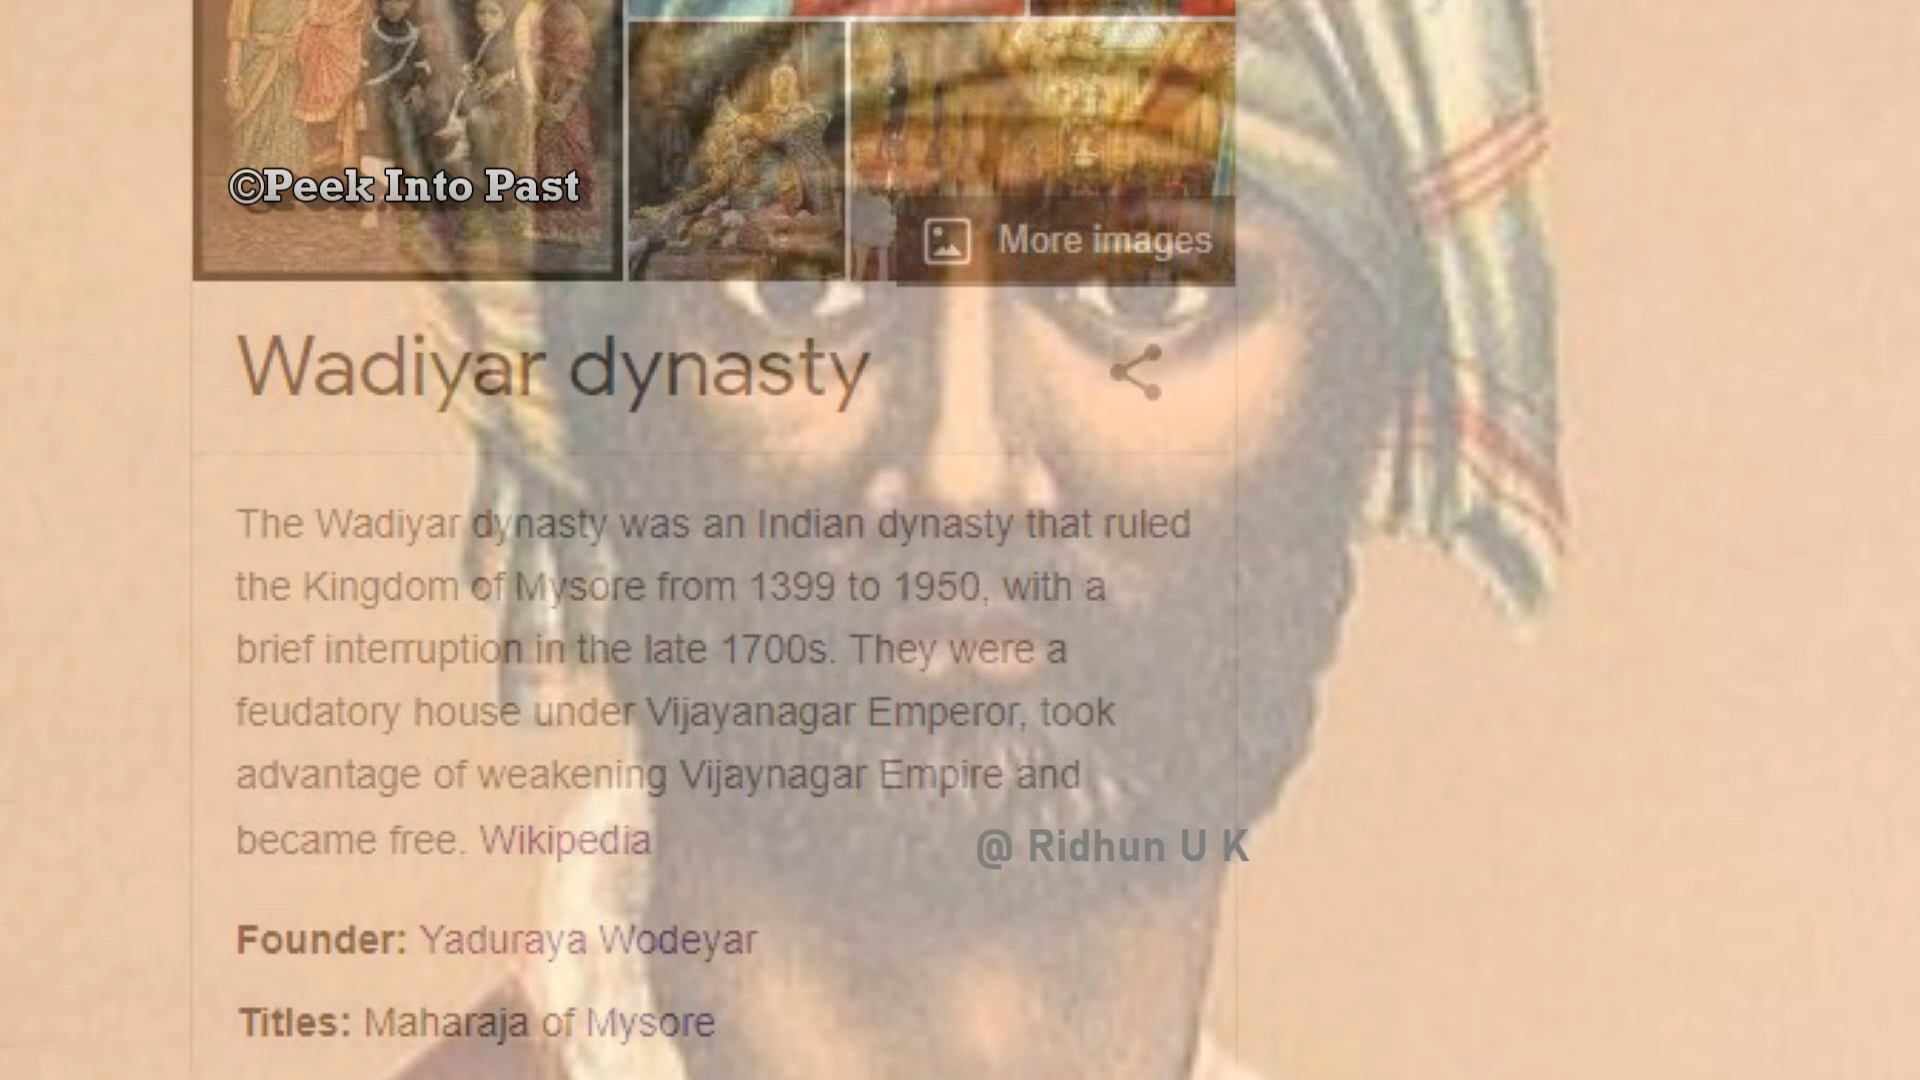 ©Peek Into Past
More images
Wadiyar dynasty
The Wadiyar dynasty was an Indian dynasty that ruled
the Kingdom of Mysore from 1399 to 1950, with a
brief interruption in the late 1700s. They were a
feudatory house under Vijayanagar Emperor, took
advantage of weakening Vijaynagar Empire and
became free. Wikipedia
@ Ridhun U K
Founder: Yaduraya Wodeyar
Titles: Maharaja of Mysore